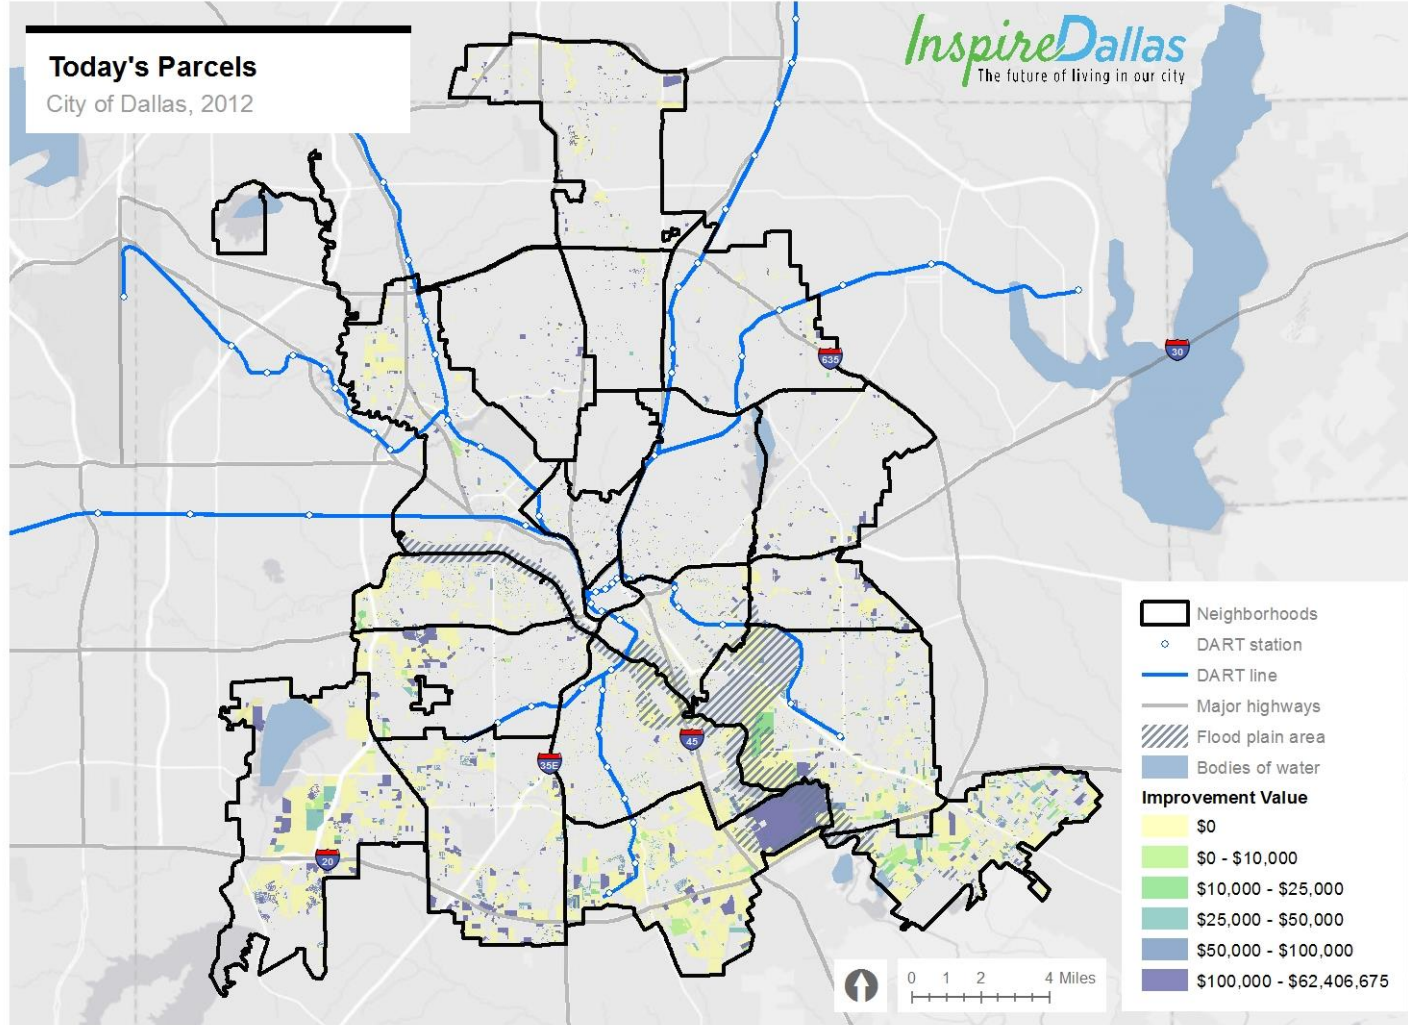 Today's Parcels
City of Dallas, 2012
InspireDallas
The future of living in our city
635
30
45
35E
20
Neighborhoods
DART station
DART line
Major highways
Flood plain area
Bodies of water
Improvement Value
$0
$0 - $10,000
$10,000 - $25,000
$25,000 - $50,000
$50,000 - $100,000
$100,000 - $62,406,675
0 1 2 4 Miles